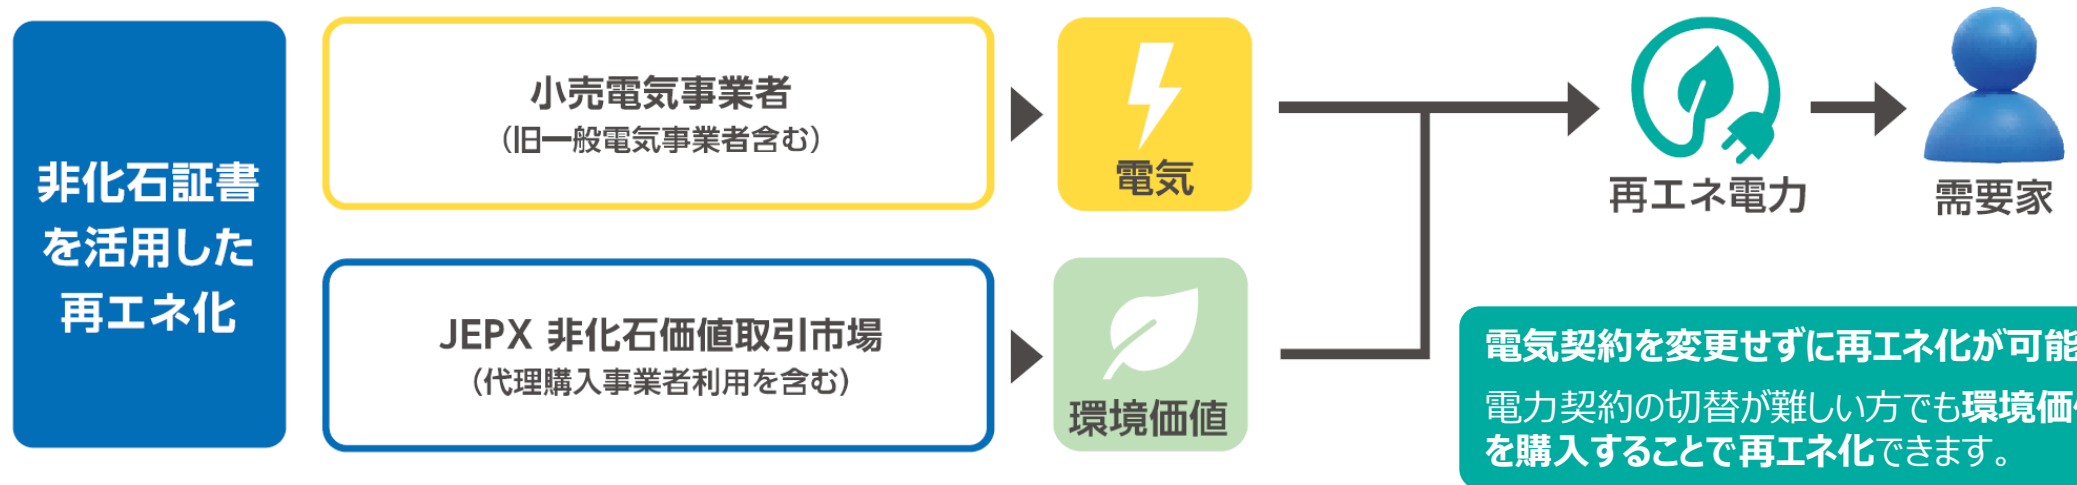 非化石証書
を活用した
再エネ化
小売電気事業者
（旧一般電気事業者含む）
電気
再エネ電力
需要家
JEPX 非化石価値取引市場
（代理購入事業者利用を含む）
環境価値
電気契約を変更せずに再エネ化が可能
電力契約の切替が難しい方でも環境価
を購入することで再エネ化できます。